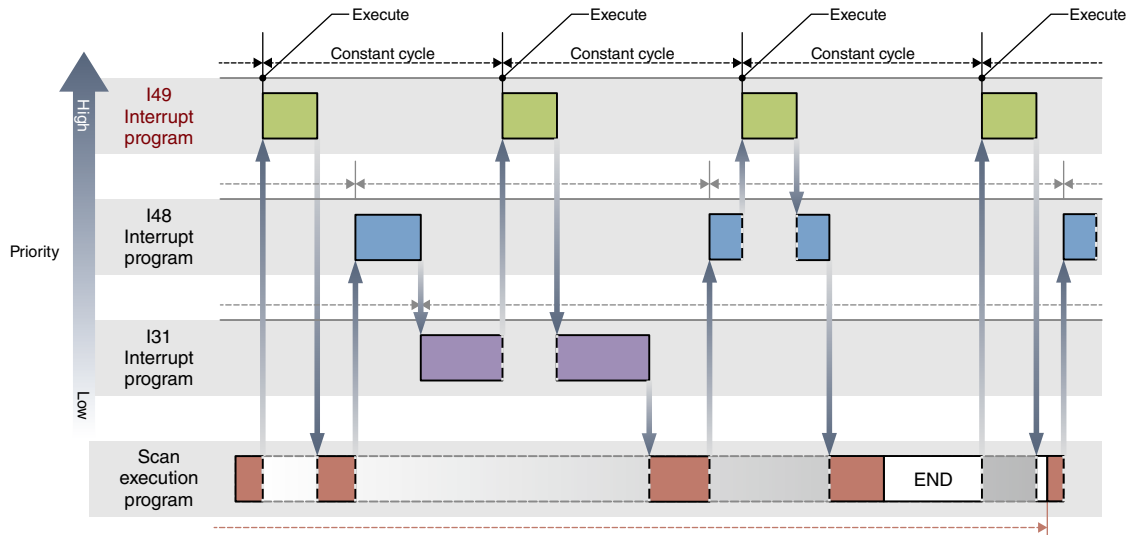 Execute
Execute
Execute
Execute
Constant cycle
Constant cycle
Constant cycle
High
I49
Interrupt
program
I48
Interrupt
program
Priority
I31
Interrupt
program
Low
Scan
execution
program
END